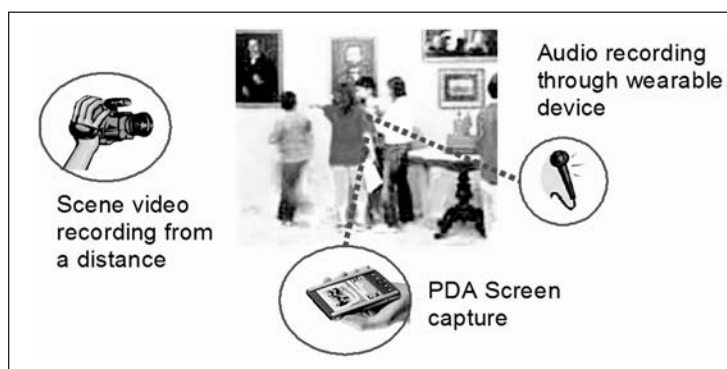 Audio recording
through wearable
device
Scene video
recording from
a distance
PDA Screen
capture